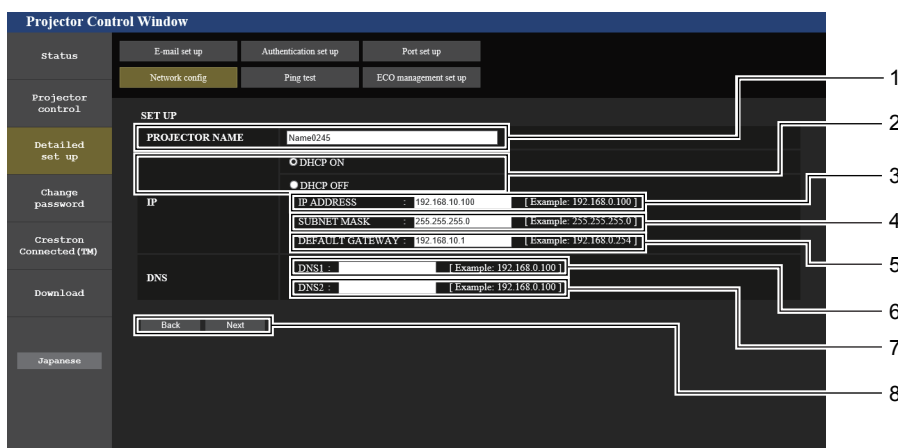 Projector Control Window
Status
E-mail set up
Authentication set up
Port set up
Network config
Ping test
ECO management set up
Projector
control
Detailed
set up
Change
password
Crestron
Connected(TM)
Download
Japanese
SET UP
PROJECTOR NAME Name0245
DHCP ON
DHCP OFF
IP
IP ADDRESS : 192.168.10.100 [ Example: 192.168.0.100 ]
SUBNET MASK : 255.255.255.0 [ Example: 255.255.255.0 ]
DEFAULT GATEWAY : 192.168.10.1 [ Example: 192.168.0.254 ]
DNS
DNS1 : [ Example: 192.168.0.100 ]
DNS2 : [ Example: 192.168.0.100 ]
Back Next
1
2
3
4
5
6
7
8